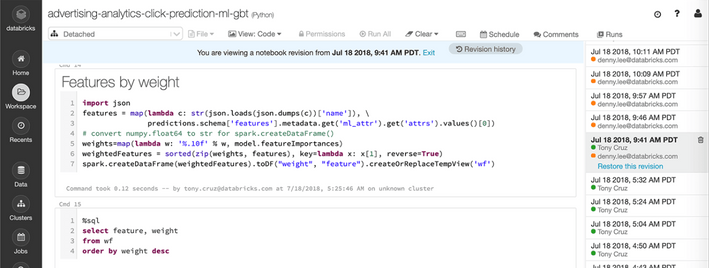 advertising-analytics-click-prediction-ml-gbt (Python)
databricks
Detached
File
View: Code
Permissions
Run All
Clear
Schedule
Comments
Runs
You are viewing a notebook revision from Jul 18 2018, 9:41 AM PDT. Exit
Revision history
Home
Workspace
Recents
Data
Clusters
Jobs
Features by weight
1 import json
2 features = map(lambda c: str(json.loads(json.dumps(c))['name']), \
3 predictions.schema['features'].metadata.get('ml_attr').get('attrs').values()[0])
4 # convert numpy.float64 to str for spark.createDataFrame()
5 weights=map(lambda w: '%.10f' % w, model.featureImportances)
6 weightedFeatures = sorted(zip(weights, features), key=lambda x: x[1], reverse=True)
7 spark.createDataFrame(weightedFeatures).toDF("weight", "feature").createOrReplaceTempView('wf')
Command took 0.12 seconds -- by tony.cruz@databricks.com at 7/18/2018, 5:25:46 AM on unknown cluster
Cmd 15
1 %sql
2 select feature, weight
3 from wf
4 order by weight desc
Jul 18 2018, 10:11 AM PDT
denny.lee@databricks.com
Jul 18 2018, 10:09 AM PDT
denny.lee@databricks.com
Jul 18 2018, 9:57 AM PDT
denny.lee@databricks.com
Jul 18 2018, 9:46 AM PDT
denny.lee@databricks.com
Jul 18 2018, 9:41 AM PDT
Tony Cruz
denny.lee@databricks.com
Restore this revision
Jul 18 2018, 5:32 AM PDT
Tony Cruz
Jul 18 2018, 5:24 AM PDT
Tony Cruz
Jul 18 2018, 5:04 AM PDT
Tony Cruz
Jul 18 2018, 4:50 AM PDT
Tony Cruz